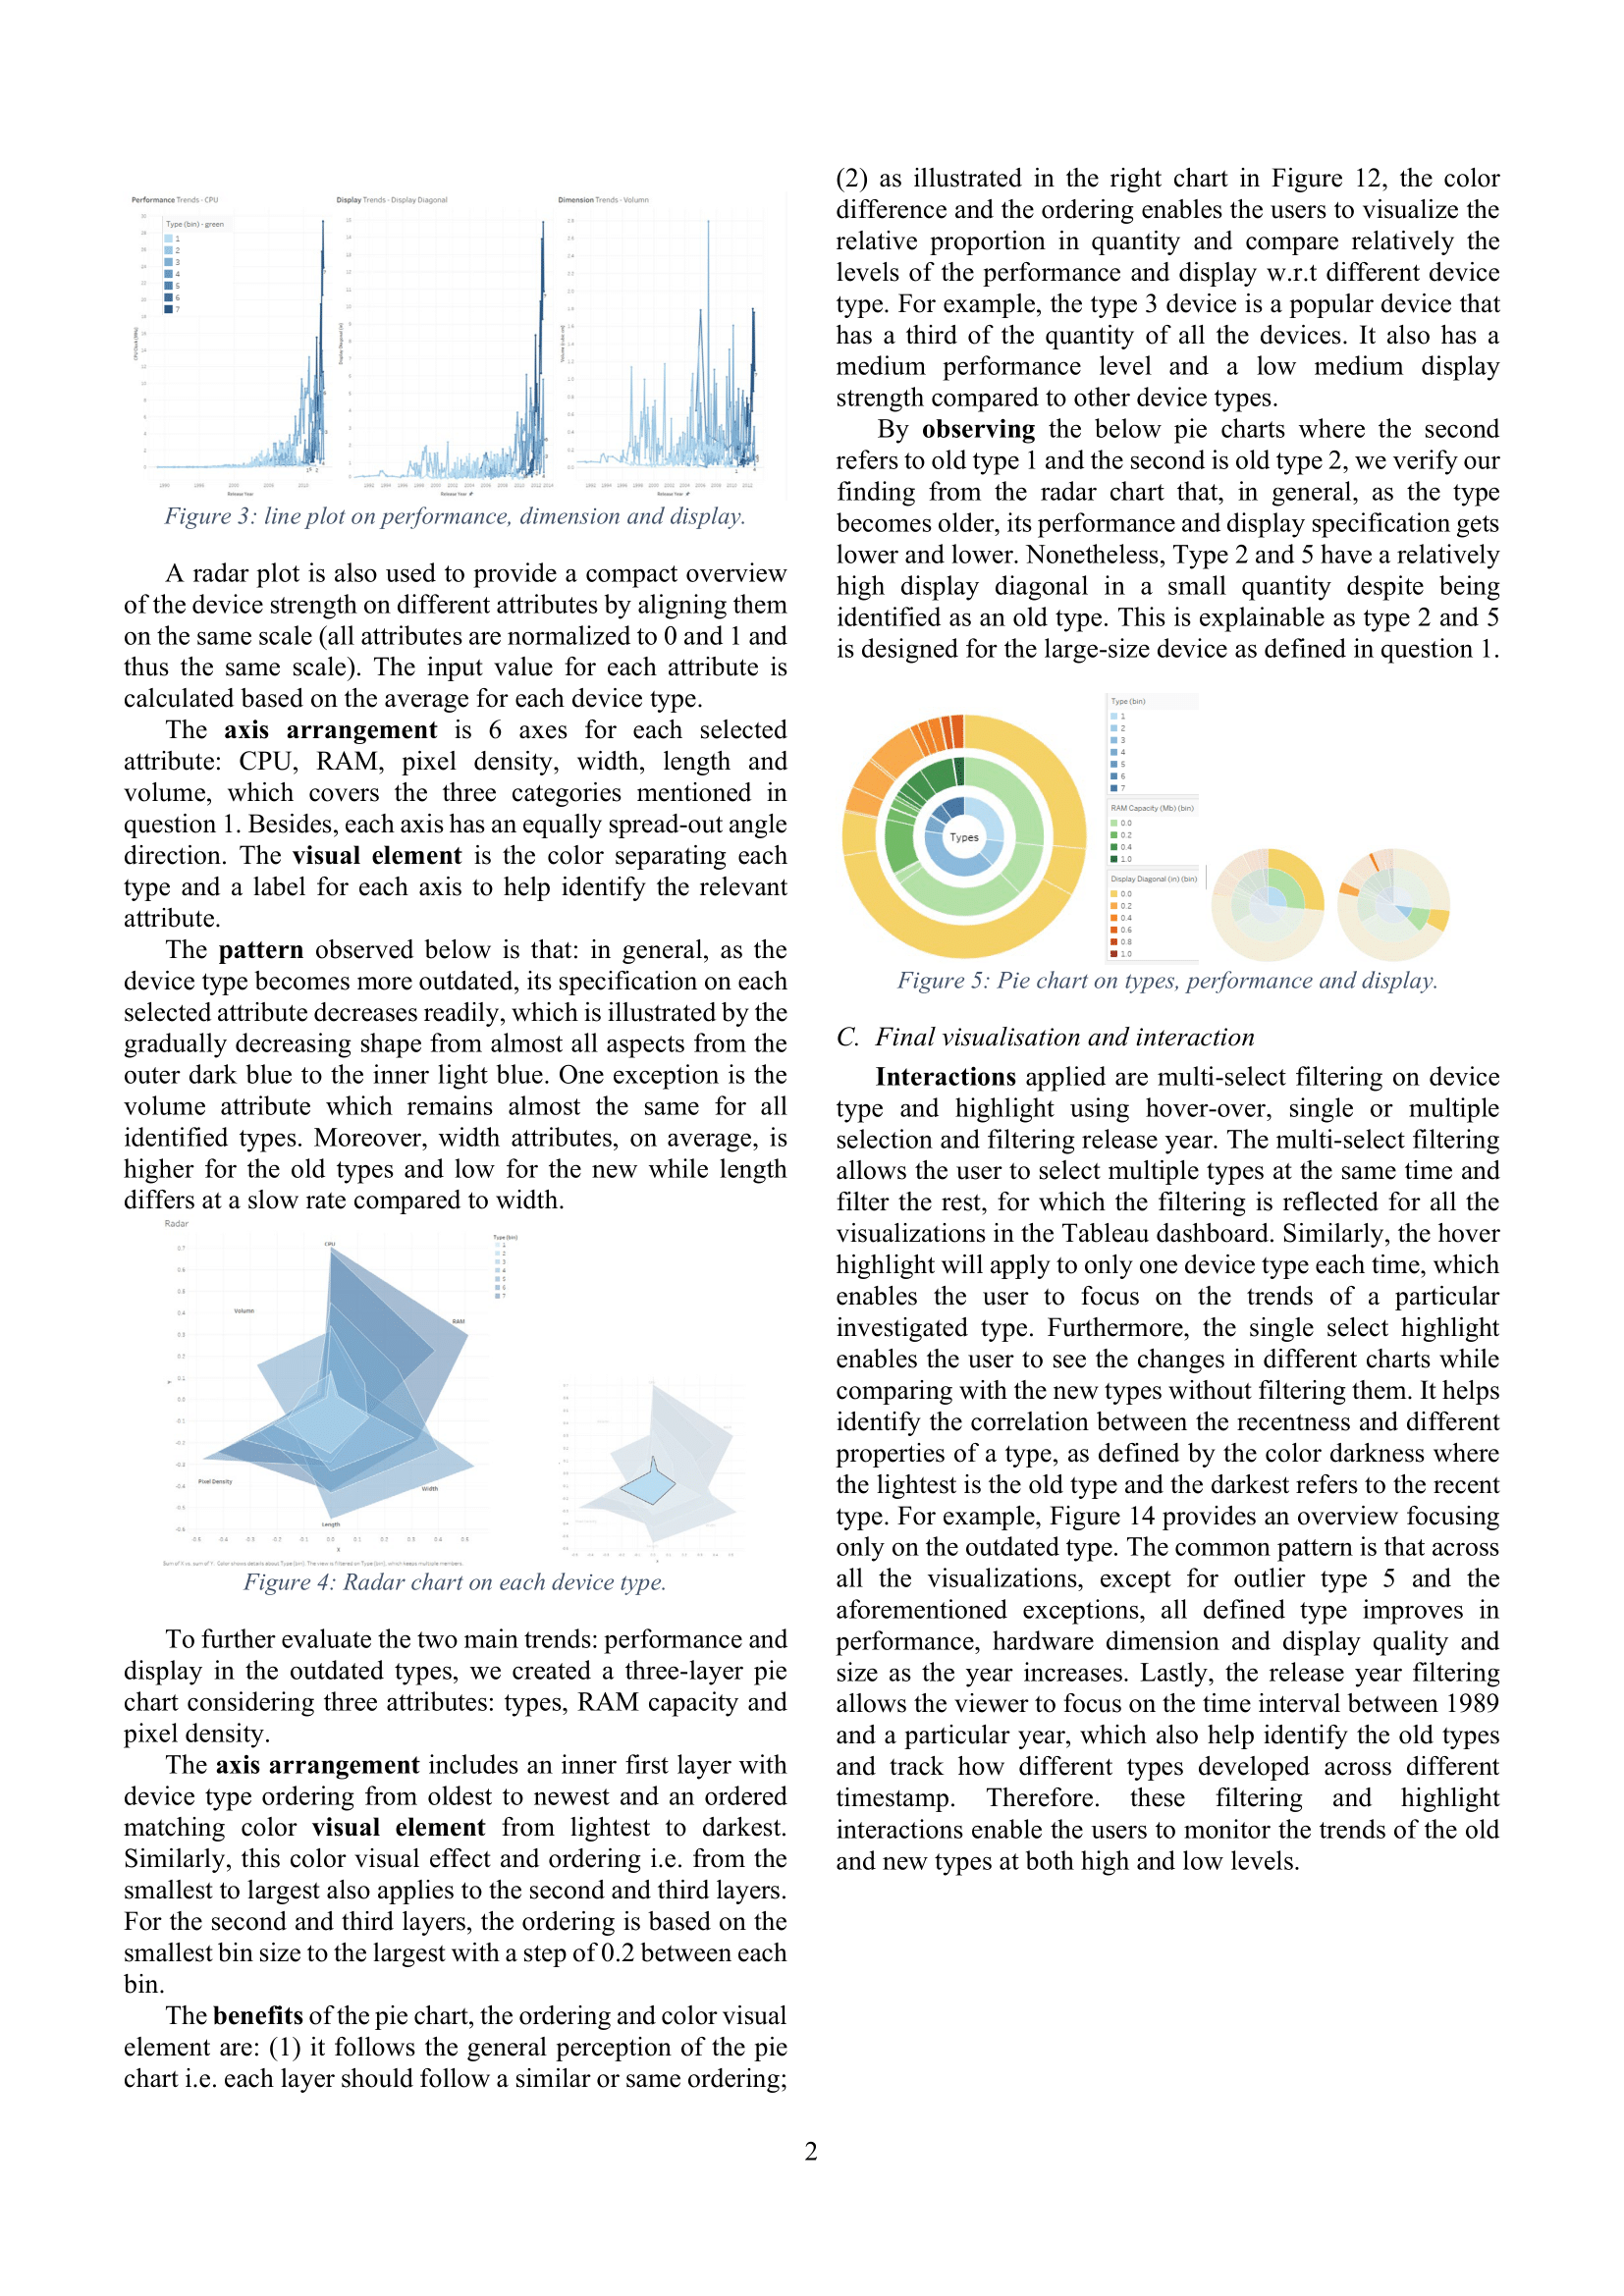 Performance Trends - CPU
Display Trends - Display Diagonal
Dimension Trends - Volumn
Type (bin) - green
1
2
3
4
5
6
7
Release Year
Release Year
Release Year
Figure 3: line plot on performance, dimension and display.
A radar plot is also used to provide a compact overview
of the device strength on different attributes by aligning them
on the same scale (all attributes are normalized to 0 and 1 and
thus the same scale). The input value for each attribute is
calculated based on the average for each device type.
The axis arrangement is 6 axes for each selected
attribute: CPU, RAM, pixel density, width, length and
volume, which covers the three categories mentioned in
question 1. Besides, each axis has an equally spread-out angle
direction. The visual element is the color separating each
type and a label for each axis to help identify the relevant
attribute.
The pattern observed below is that: in general, as the
device type becomes more outdated, its specification on each
selected attribute decreases readily, which is illustrated by the
gradually decreasing shape from almost all aspects from the
outer dark blue to the inner light blue. One exception is the
volume attribute which remains almost the same for all
identified types. Moreover, width attributes, on average, is
higher for the old types and low for the new while length
differs at a slow rate compared to width.
Radar
CPU
Type (bin)
1
2
3
4
5
6
7
Volumn
RAM
Pixel Density
Width
Length
X
Sum of X vs. sum of Y. Color shows details about Type (bin). The view is filtered on Type (bin), which keeps multiple members.
Figure 4: Radar chart on each device type.
To further evaluate the two main trends: performance and
display in the outdated types, we created a three-layer pie
chart considering three attributes: types, RAM capacity and
pixel density.
The axis arrangement includes an inner first layer with
device type ordering from oldest to newest and an ordered
matching color visual element from lightest to darkest.
Similarly, this color visual effect and ordering i.e. from the
smallest to largest also applies to the second and third layers.
For the second and third layers, the ordering is based on the
smallest bin size to the largest with a step of 0.2 between each
bin.
The benefits of the pie chart, the ordering and color visual
element are: (1) it follows the general perception of the pie
chart i.e. each layer should follow a similar or same ordering;
(2) as illustrated in the right chart in Figure 12, the color
difference and the ordering enables the users to visualize the
relative proportion in quantity and compare relatively the
levels of the performance and display w.r.t different device
type. For example, the type 3 device is a popular device that
has a third of the quantity of all the devices. It also has a
medium performance level and a low medium display
strength compared to other device types.
By observing the below pie charts where the second
refers to old type 1 and the second is old type 2, we verify our
finding from the radar chart that, in general, as the type
becomes older, its performance and display specification gets
lower and lower. Nonetheless, Type 2 and 5 have a relatively
high display diagonal in a small quantity despite being
identified as an old type. This is explainable as type 2 and 5
is designed for the large-size device as defined in question 1.
Types
Type (bin)
1
2
3
4
5
6
7
RAM Capacity (Mb) (bin)
0.0
0.2
0.4
1.0
Display Diagonal (in) (bin)
0.0
0.2
0.4
0.6
0.8
1.0
Figure 5: Pie chart on types, performance and display.
C. Final visualisation and interaction
Interactions applied are multi-select filtering on device
type and highlight using hover-over, single or multiple
selection and filtering release year. The multi-select filtering
allows the user to select multiple types at the same time and
filter the rest, for which the filtering is reflected for all the
visualizations in the Tableau dashboard. Similarly, the hover
highlight will apply to only one device type each time, which
enables the user to focus on the trends of a particular
investigated type. Furthermore, the single select highlight
enables the user to see the changes in different charts while
comparing with the new types without filtering them. It helps
identify the correlation between the recentness and different
properties of a type, as defined by the color darkness where
the lightest is the old type and the darkest refers to the recent
type. For example, Figure 14 provides an overview focusing
only on the outdated type. The common pattern is that across
all the visualizations, except for outlier type 5 and the
aforementioned exceptions, all defined type improves in
performance, hardware dimension and display quality and
size as the year increases. Lastly, the release year filtering
allows the viewer to focus on the time interval between 1989
and a particular year, which also help identify the old types
and track how different types developed across different
timestamp. Therefore. these filtering and highlight
interactions enable the users to monitor the trends of the old
and new types at both high and low levels.
2